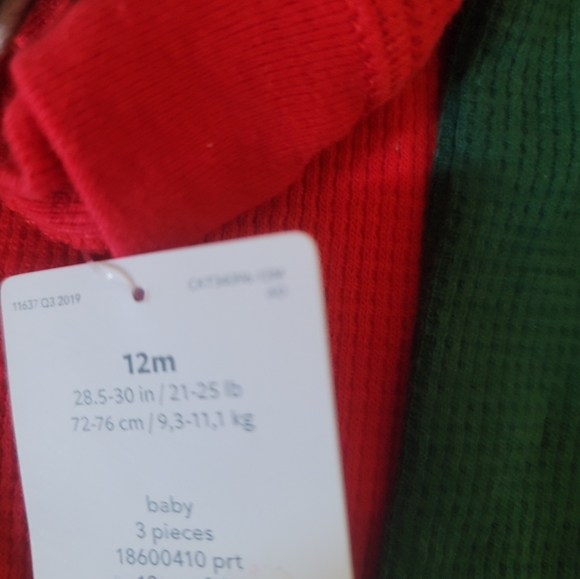 11637 Q3 2019
12m
28.5-30 in / 21-25 lb
72-76 cm / 9,3-11,1 kg
baby
3 pieces
18600410 prt